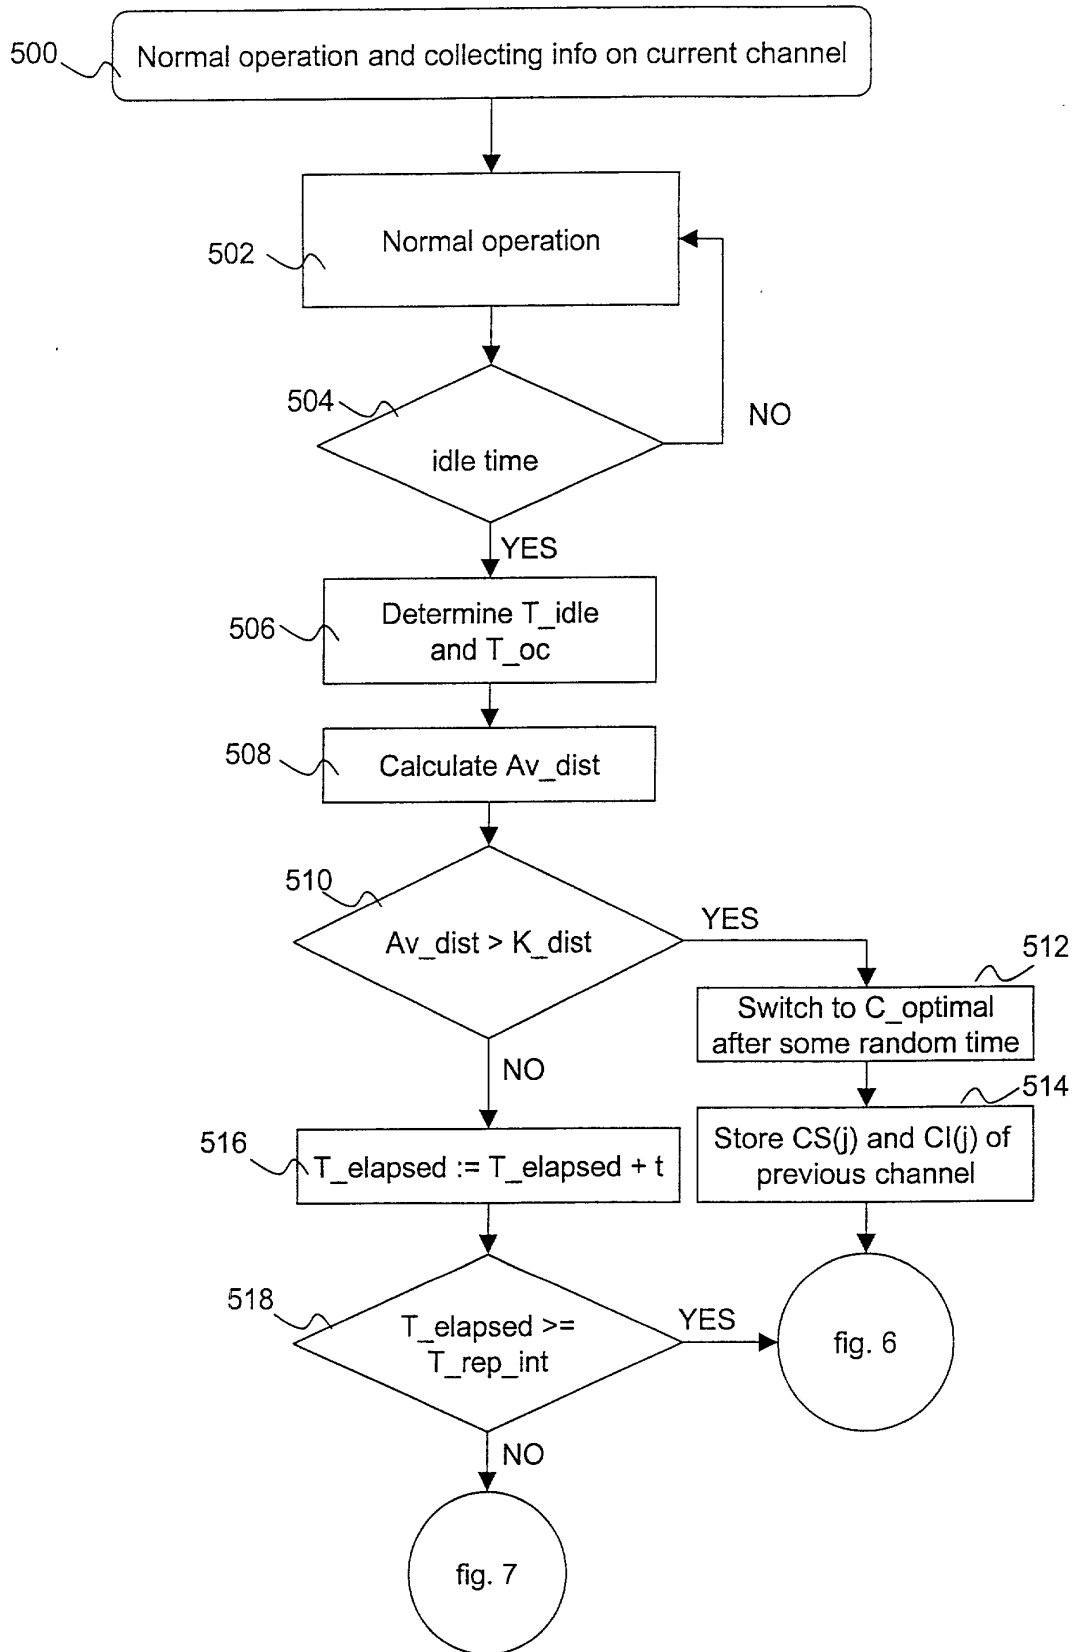 500
Normal operation and collecting info on current channel
502
Normal operation
504
idle time
NO
YES
506
Determine T_idle
and T_oc
508
Calculate Av_dist
510
Av_dist > K_dist
YES
512
Switch to C_optimal
after some random time
NO
514
Store CS(j) and CI(j) of
previous channel
516
T_elapsed := T_elapsed + t
518
T_elapsed >=
T_rep_int
YES
fig. 6
NO
fig. 7